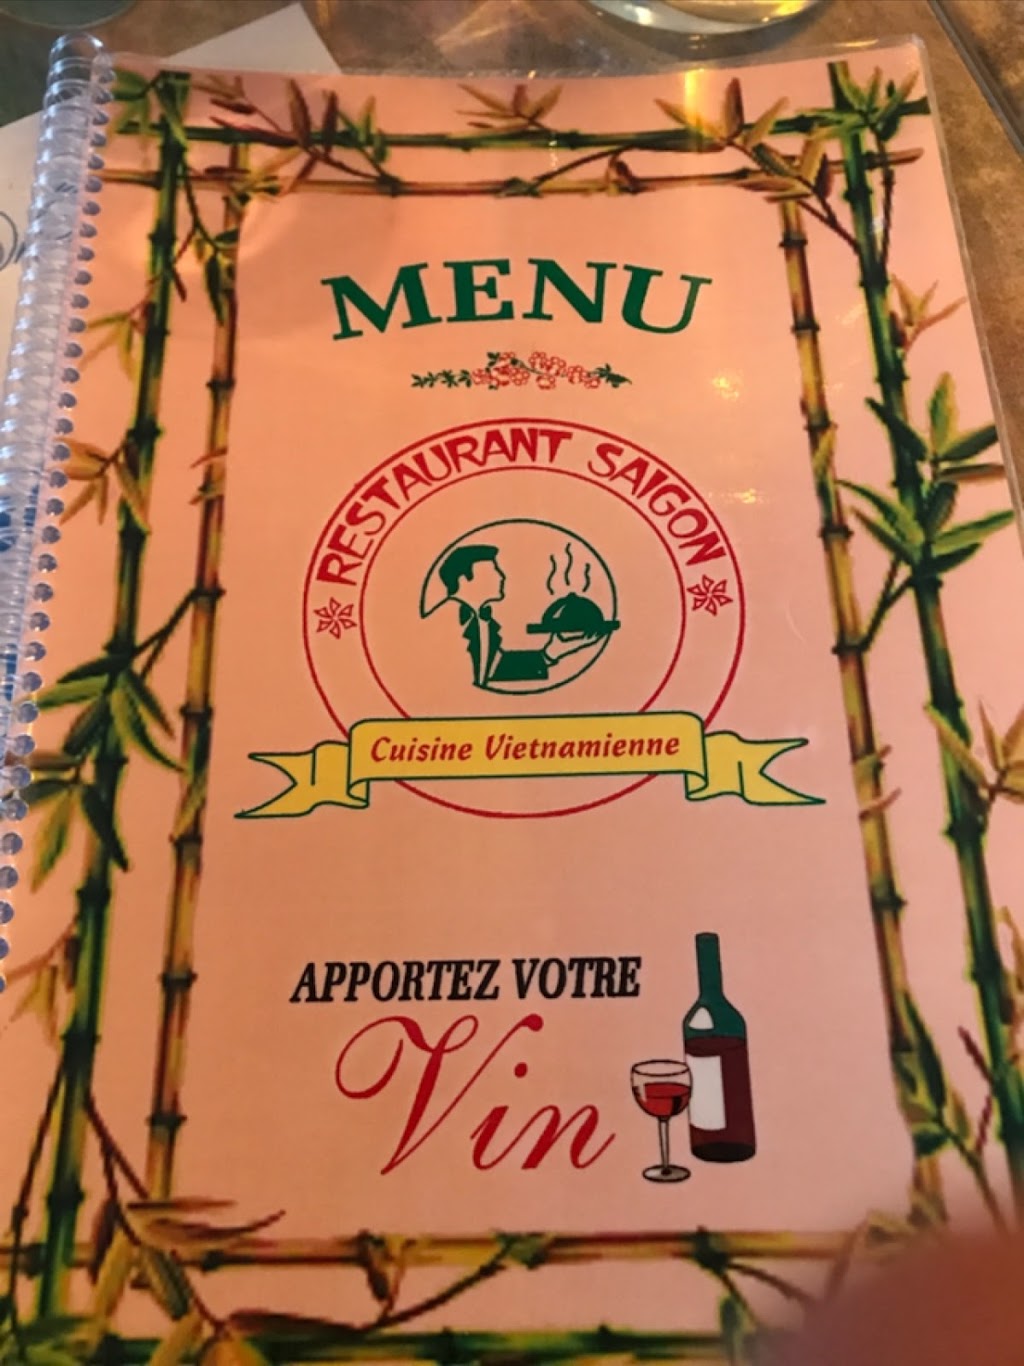 MENU
RESTAURANT SAIGON
Cuisine Vietnamienne
APPORTEZ VOTRE
Vin